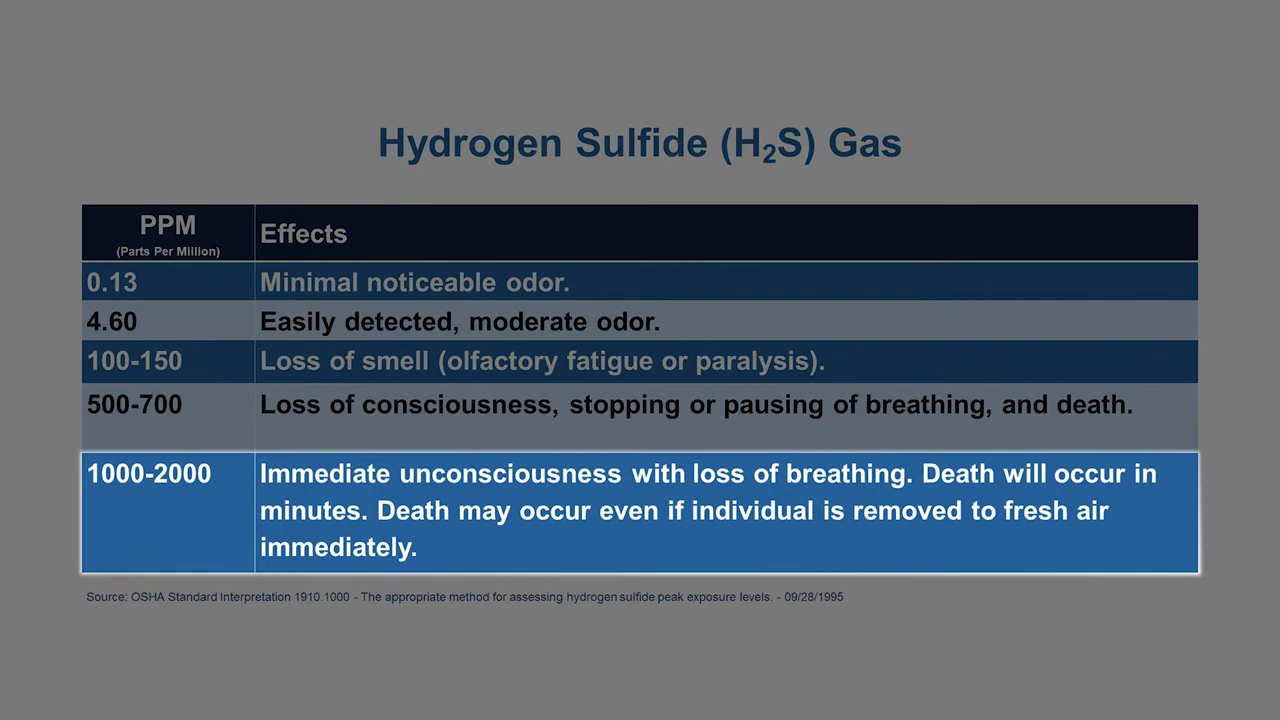 Hydrogen Sulfide (H₂S) Gas
PPM
(Parts Per Million)
Effects
0.13 Minimal noticeable odor.
4.60 Easily detected, moderate odor.
100-150 Loss of smell (olfactory fatigue or paralysis).
500-700 Loss of consciousness, stopping or pausing of breathing, and death.
1000-2000 Immediate unconsciousness with loss of breathing. Death will occur in
minutes. Death may occur even if individual is removed to fresh air
immediately.
Source: OSHA Standard Interpretation 1910.1000 - The appropriate method for assessing hydrogen sulfide peak exposure levels. - 09/28/1995